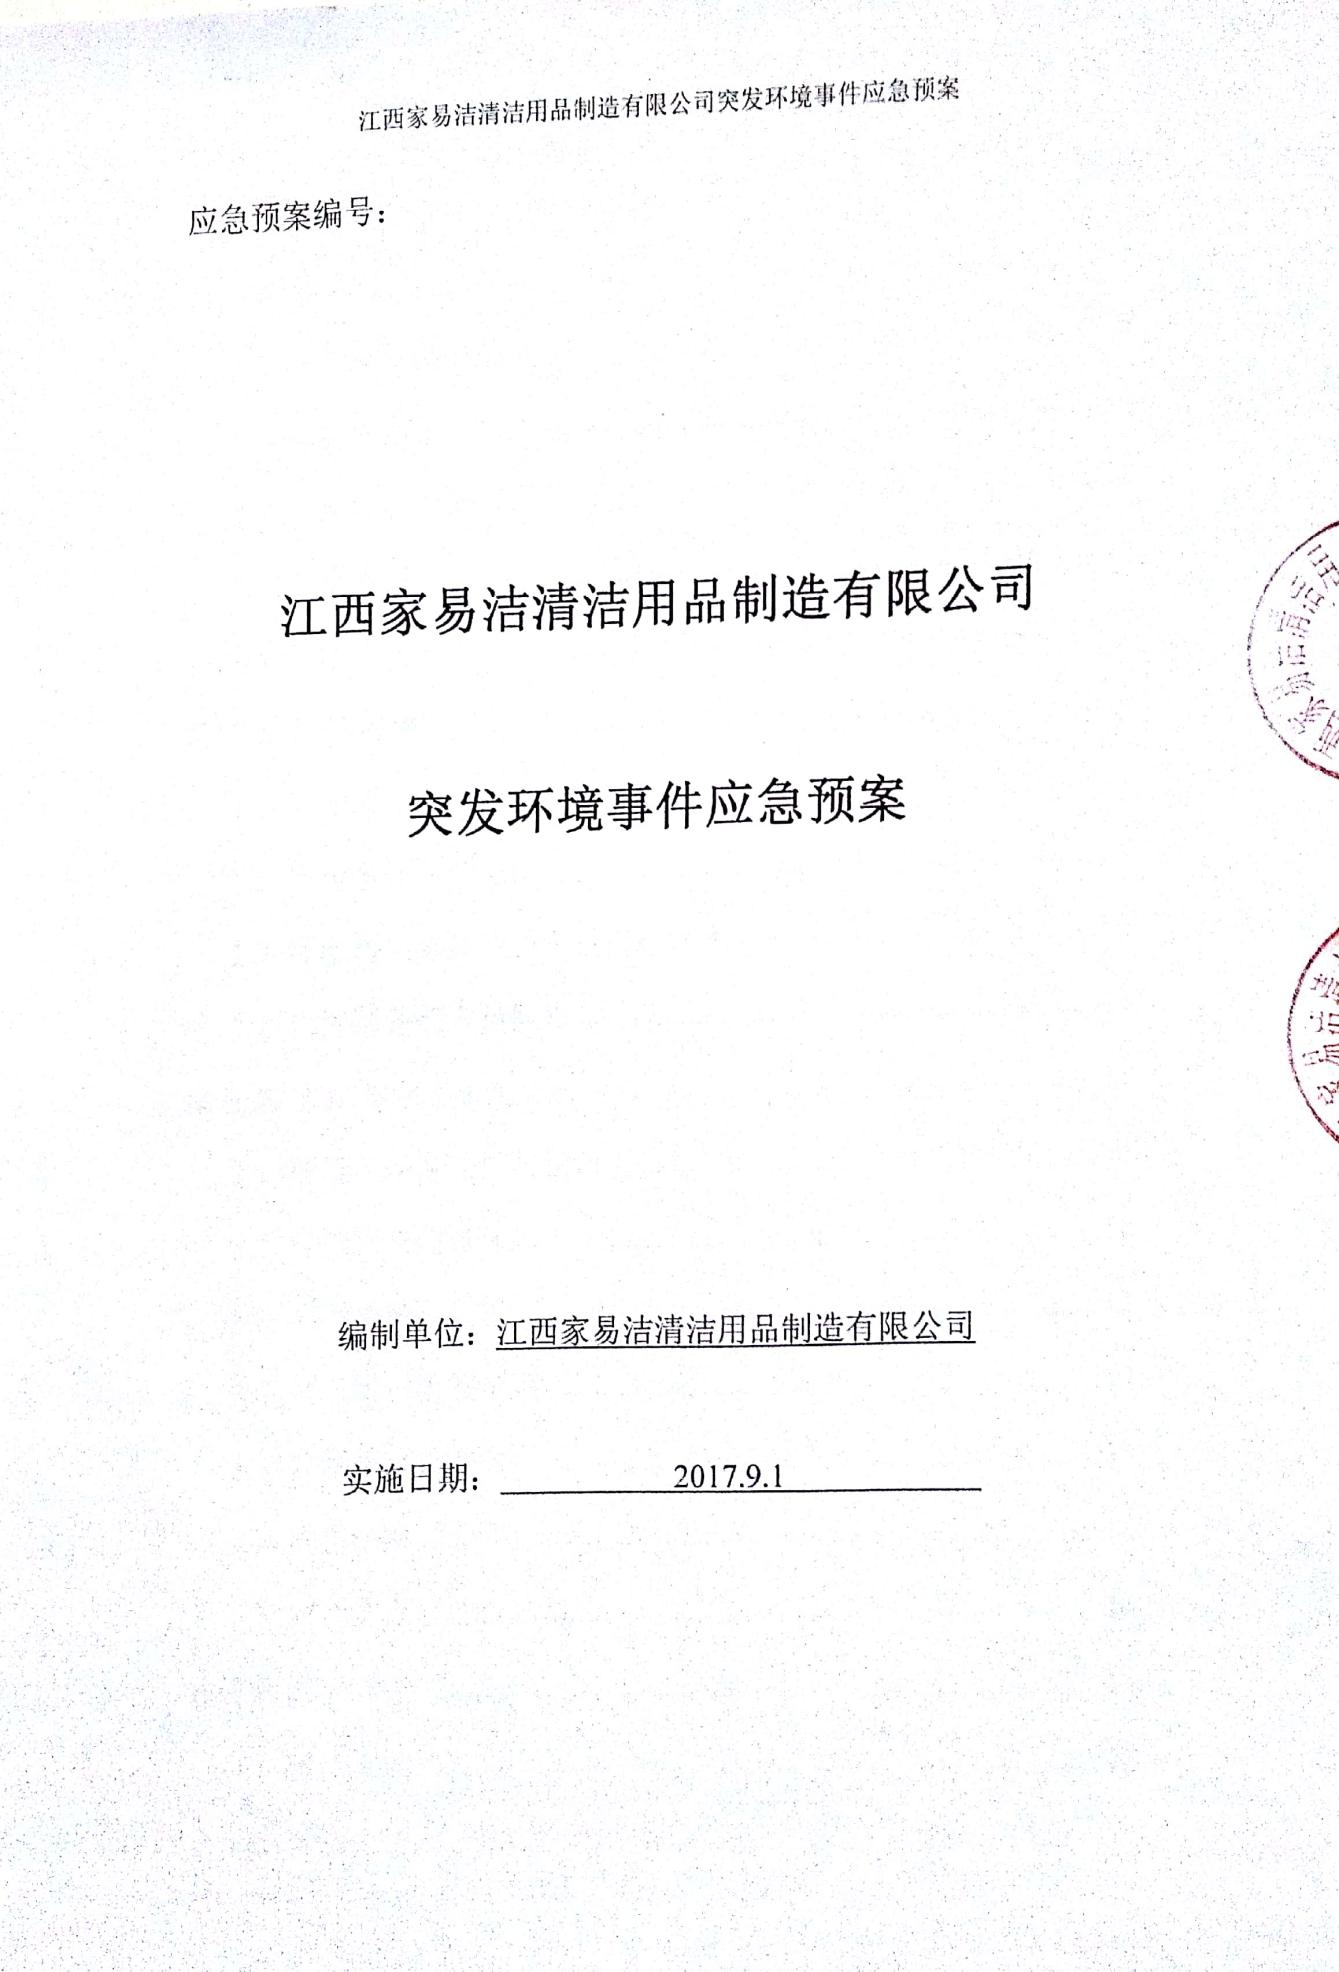 江西家易洁清洁用品制造有限公司突发环境事件应急预案
应急预案编号：
江西家易洁清洁用品制造有限公司
突发环境事件应急预案
编制单位：江西家易洁清洁用品制造有限公司
实施日期：2017.9.1